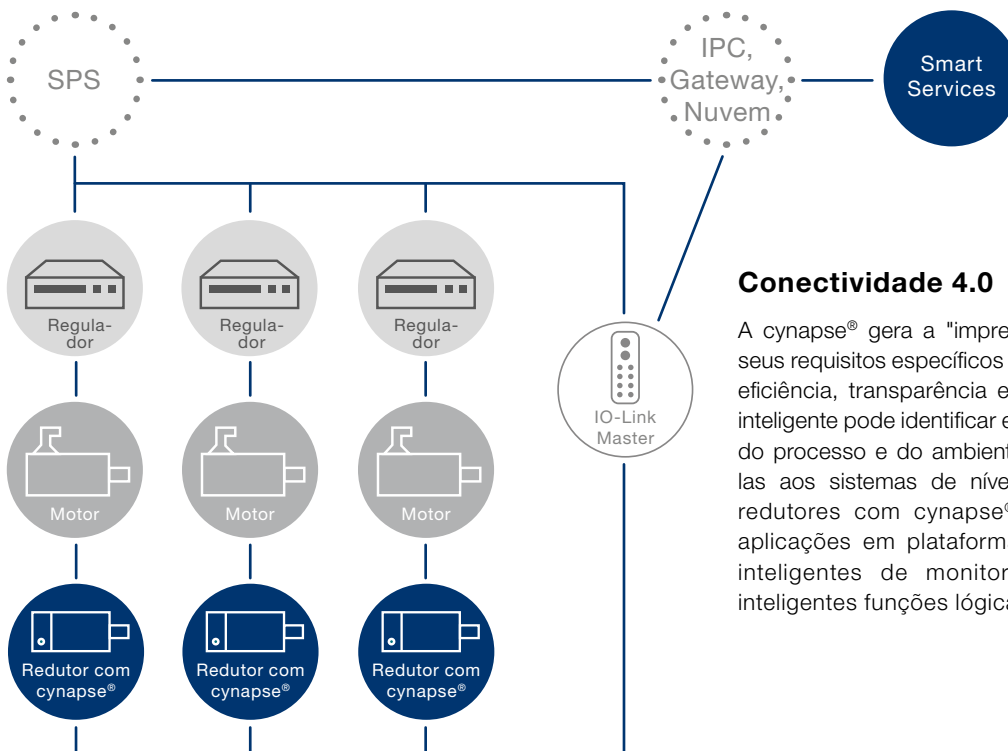 SPS
IPC,
Gateway,
Nuvem
Smart
Services
Regula-
dor
Regula-
dor
Regula-
dor
IO-Link
Master
Motor
Motor
Motor
Redutor com
cynapse®
Redutor com
cynapse®
Redutor com
cynapse®
Conectividade 4.0
A cynapse® gera a "impre
seus requisitos específicos
eficiência, transparência e
inteligente pode identificar e
do processo e do ambient
las aos sistemas de níve
redutores com cynapse®
aplicações em plataform
inteligentes de monitor
inteligentes funções lógica